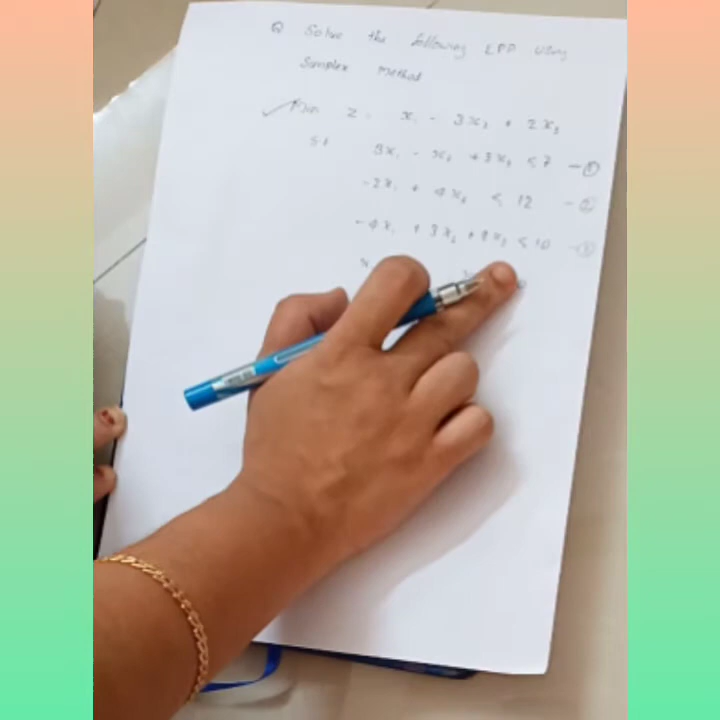 Q Solve the following LPP using
Simplex Method
Min Z = x₁ - 3x₂ + 2x₃
St 3x₁ - x₂ + 3x₃ ≤ 7 - ①
-2x₁ + 4x₂ ≤ 12 - ②
-4x₁ + 3x₂ + 8x₃ ≤ 10 - ③